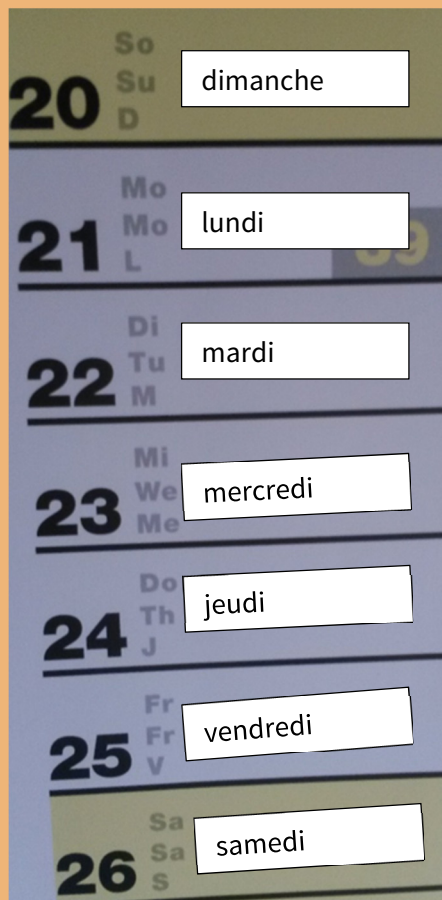 So
Su
D
20
dimanche
Mo
Mo
L
21
lundi
39
Di
Tu
M
22
mardi
Mi
We
Me
23
mercredi
Do
Th
J
24
jeudi
Fr
Fr
V
25
vendredi
Sa
Sa
S
26
samedi